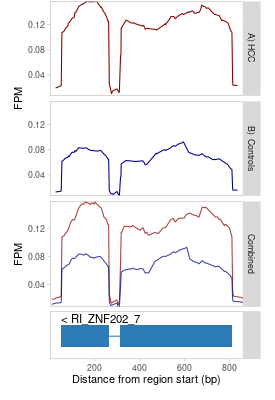 0.12
0.08
0.04
A) HCC
FPM
0.12
0.08
0.04
B) Controls
0.12
0.08
0.04
Combined
FPM
< RI_ZNF202_7
200
400
600
800
Distance from region start (bp)